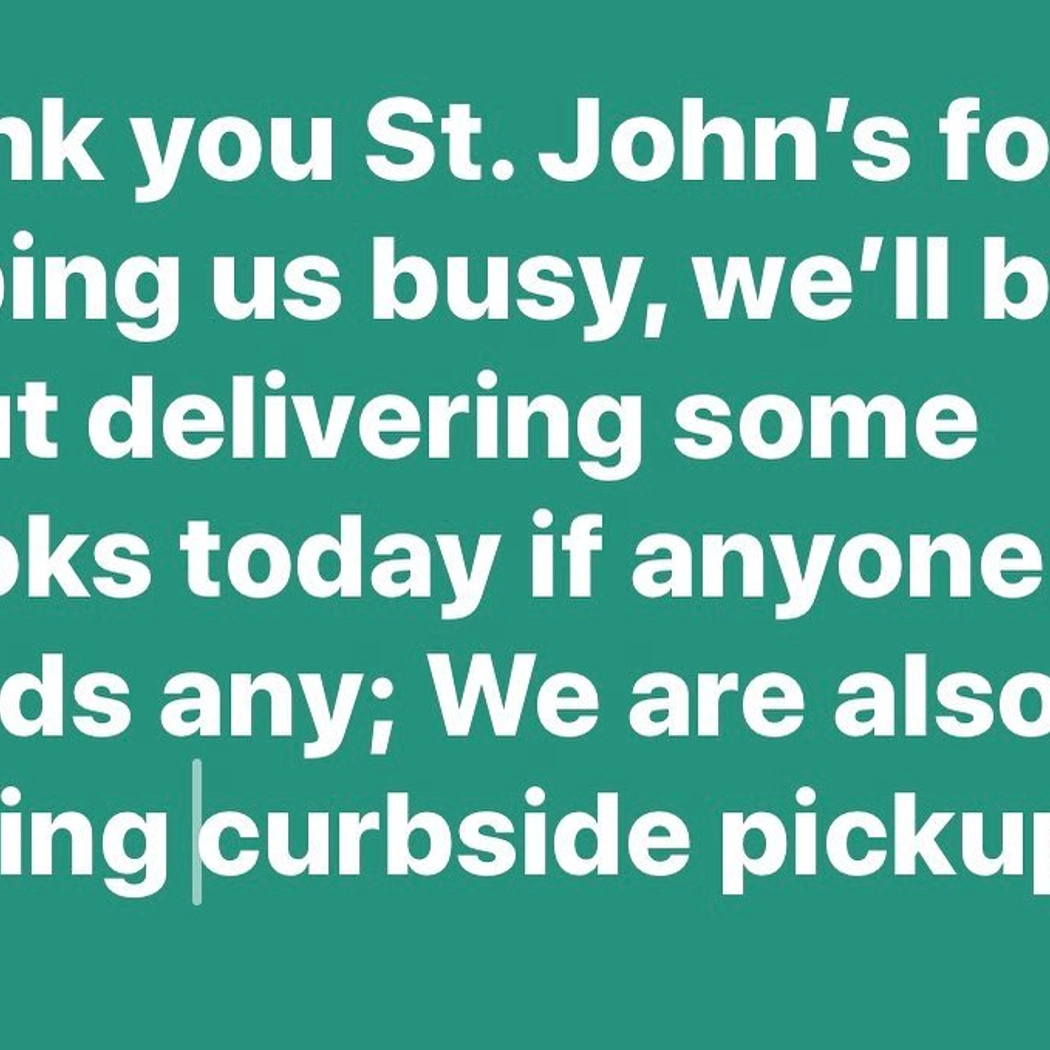 nk you St. John’s fo
ping us busy, we’ll b
ut delivering some
oks today if anyone
ds any; We are also
ing curbside pickup